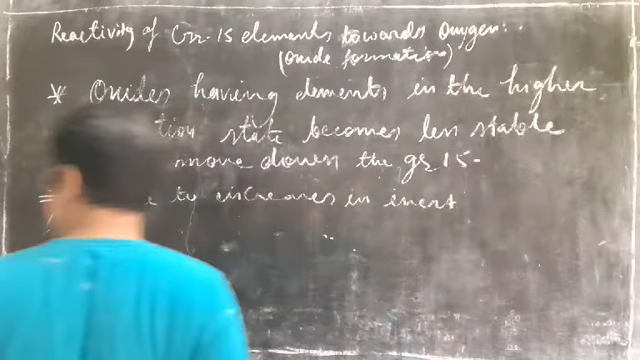 Reactivity of Grr. 15 elements towards Oxygen:
(Oxide formation)
* Oxides having elements in the higher
tion state becomes less stable
move down the gr 15-
= e to increases in inert